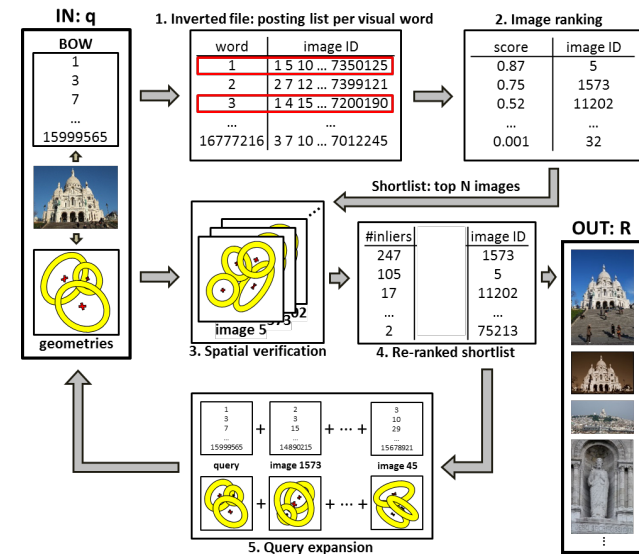 IN: q
BOW
1
3
7
...
15999565
geometries
1. Inverted file: posting list per visual word
word image ID
1 1 5 10 ... 7350125
2 2 7 12 ... 7399121
3 1 4 15 ... 7200190
... ...
16777216 3 7 10 ... 7012245
2. Image ranking
score image ID
0.87 5
0.75 1573
0.52 11202
... ...
0.001 32
Shortlist: top N images
...
image 5
3. Spatial verification
#inliers image ID
247 1573
105 5
17 11202
... ...
2 75213
4. Re-ranked shortlist
OUT: R
...
1
3
7
...
15999565
query
+
2
3
15
...
14890215
image 1573
+ ... +
3
10
29
...
15678921
image 45
+ + ... +
5. Query expansion